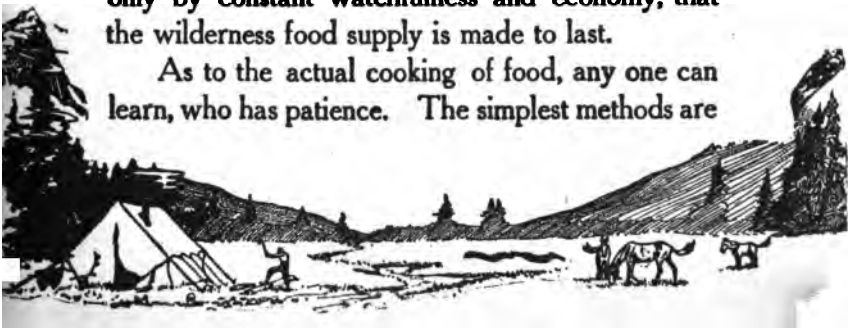 only by constant watchfulness and economy, that
the wilderness food supply is made to last.
As to the actual cooking of food, any one can
learn, who has patience. The simplest methods are